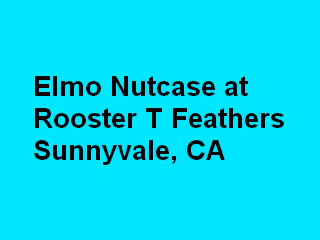 Elmo Nutcase at
Rooster T Feathers
Sunnyvale, CA